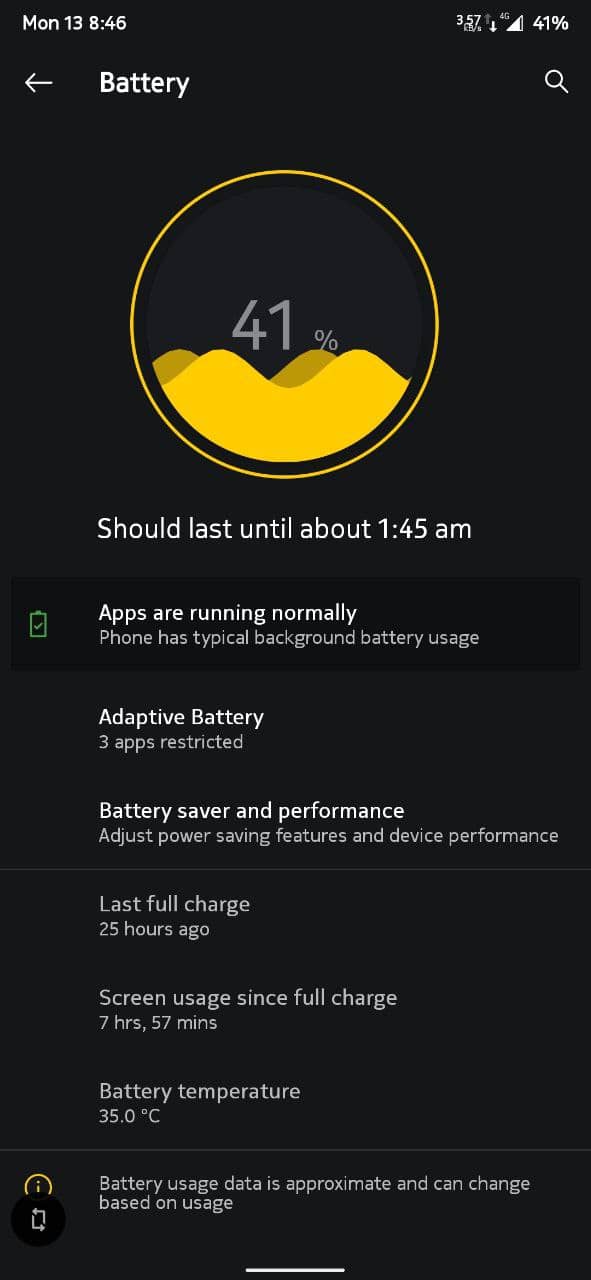 Mon 13 8:46
3.57 KB/s 4G 41%
Battery
41 %
Should last until about 1:45 am
Apps are running normally
Phone has typical background battery usage
Adaptive Battery
3 apps restricted
Battery saver and performance
Adjust power saving features and device performance
Last full charge
25 hours ago
Screen usage since full charge
7 hrs, 57 mins
Battery temperature
35.0 °C
Battery usage data is approximate and can change
based on usage